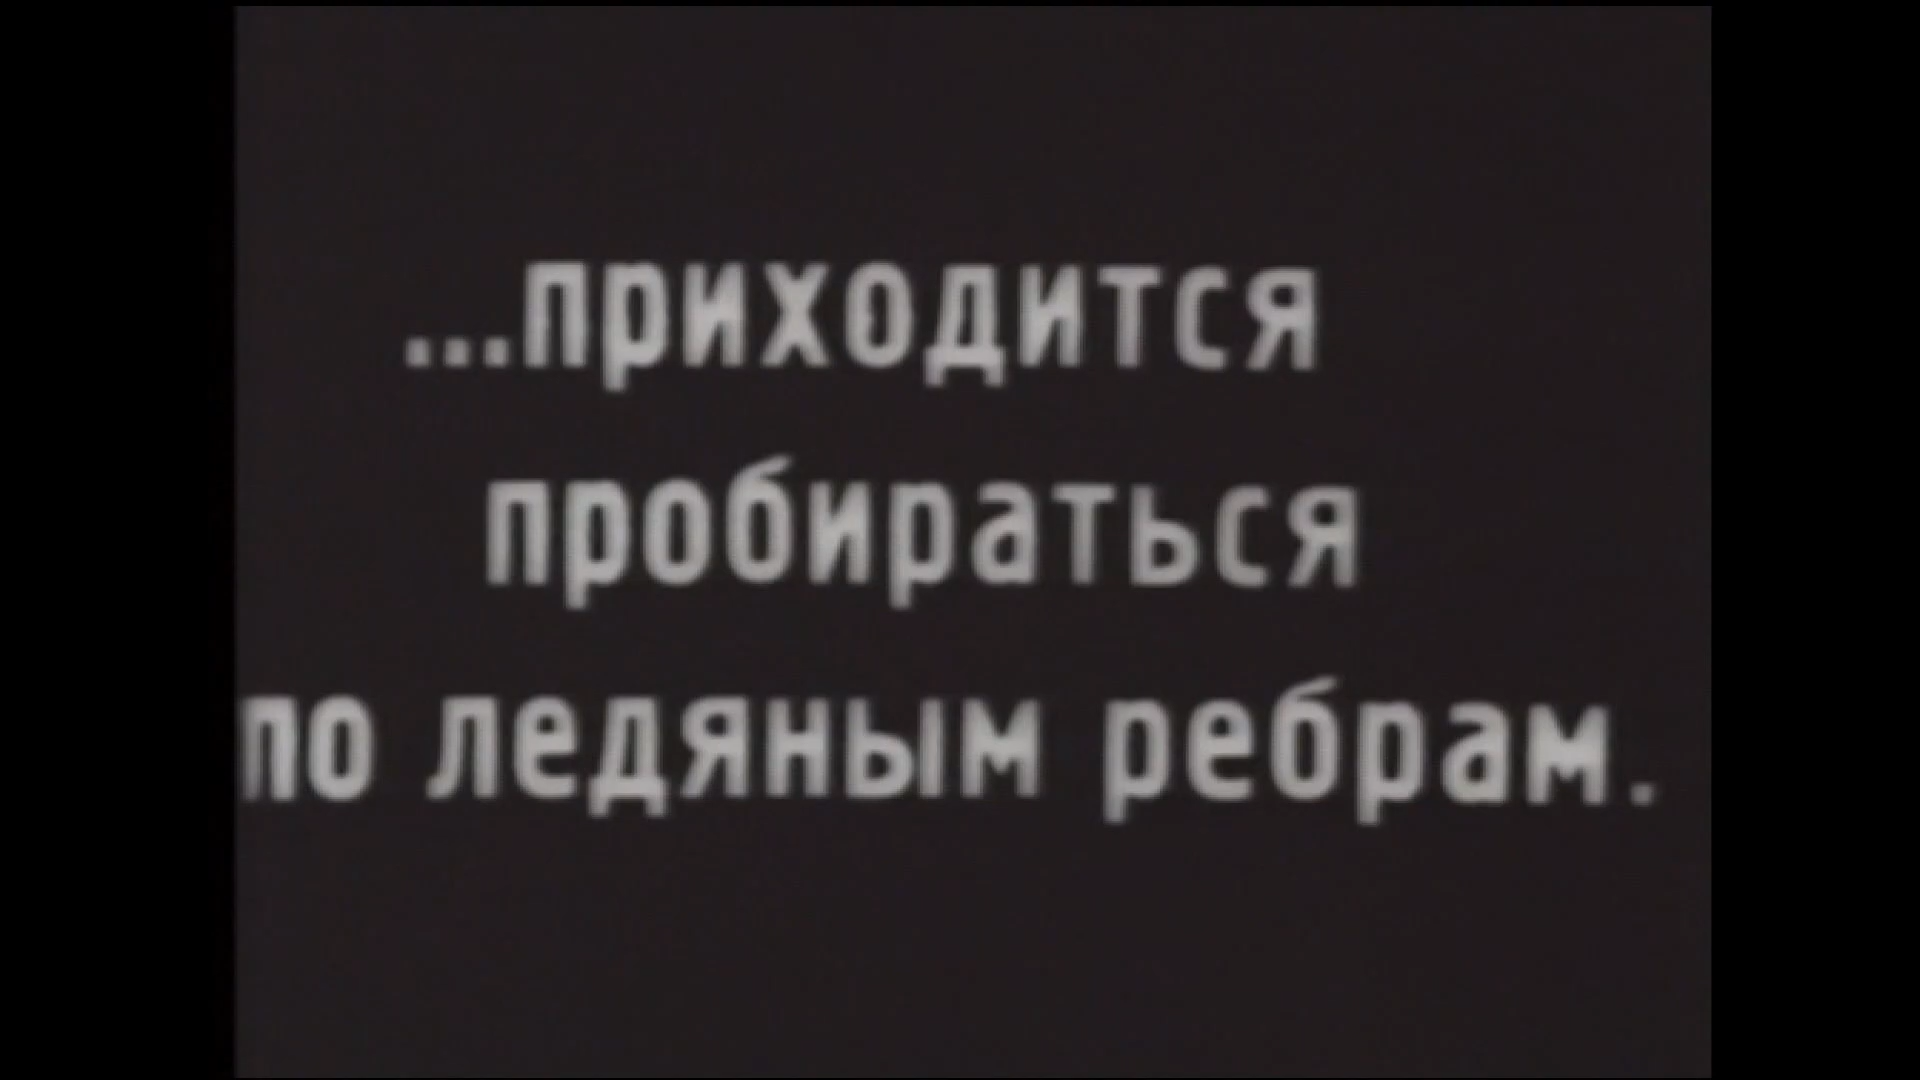 ...приходится
пробираться
по ледяным ребрам.